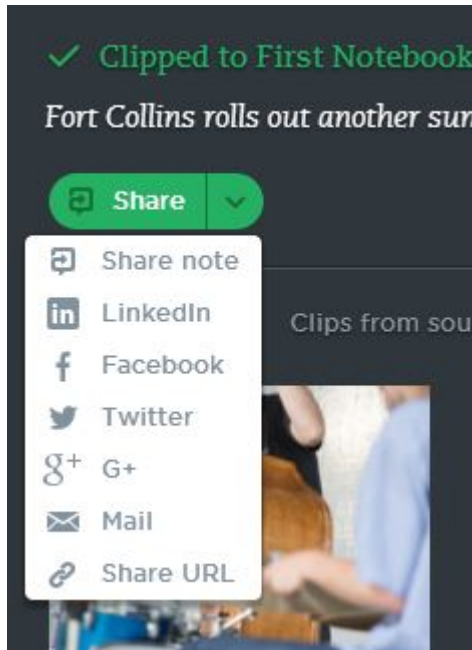 Clipped to First Notebook
Fort Collins rolls out another sum
Share
Share note
LinkedIn
Clips from sou
Facebook
Twitter
G+
Mail
Share URL